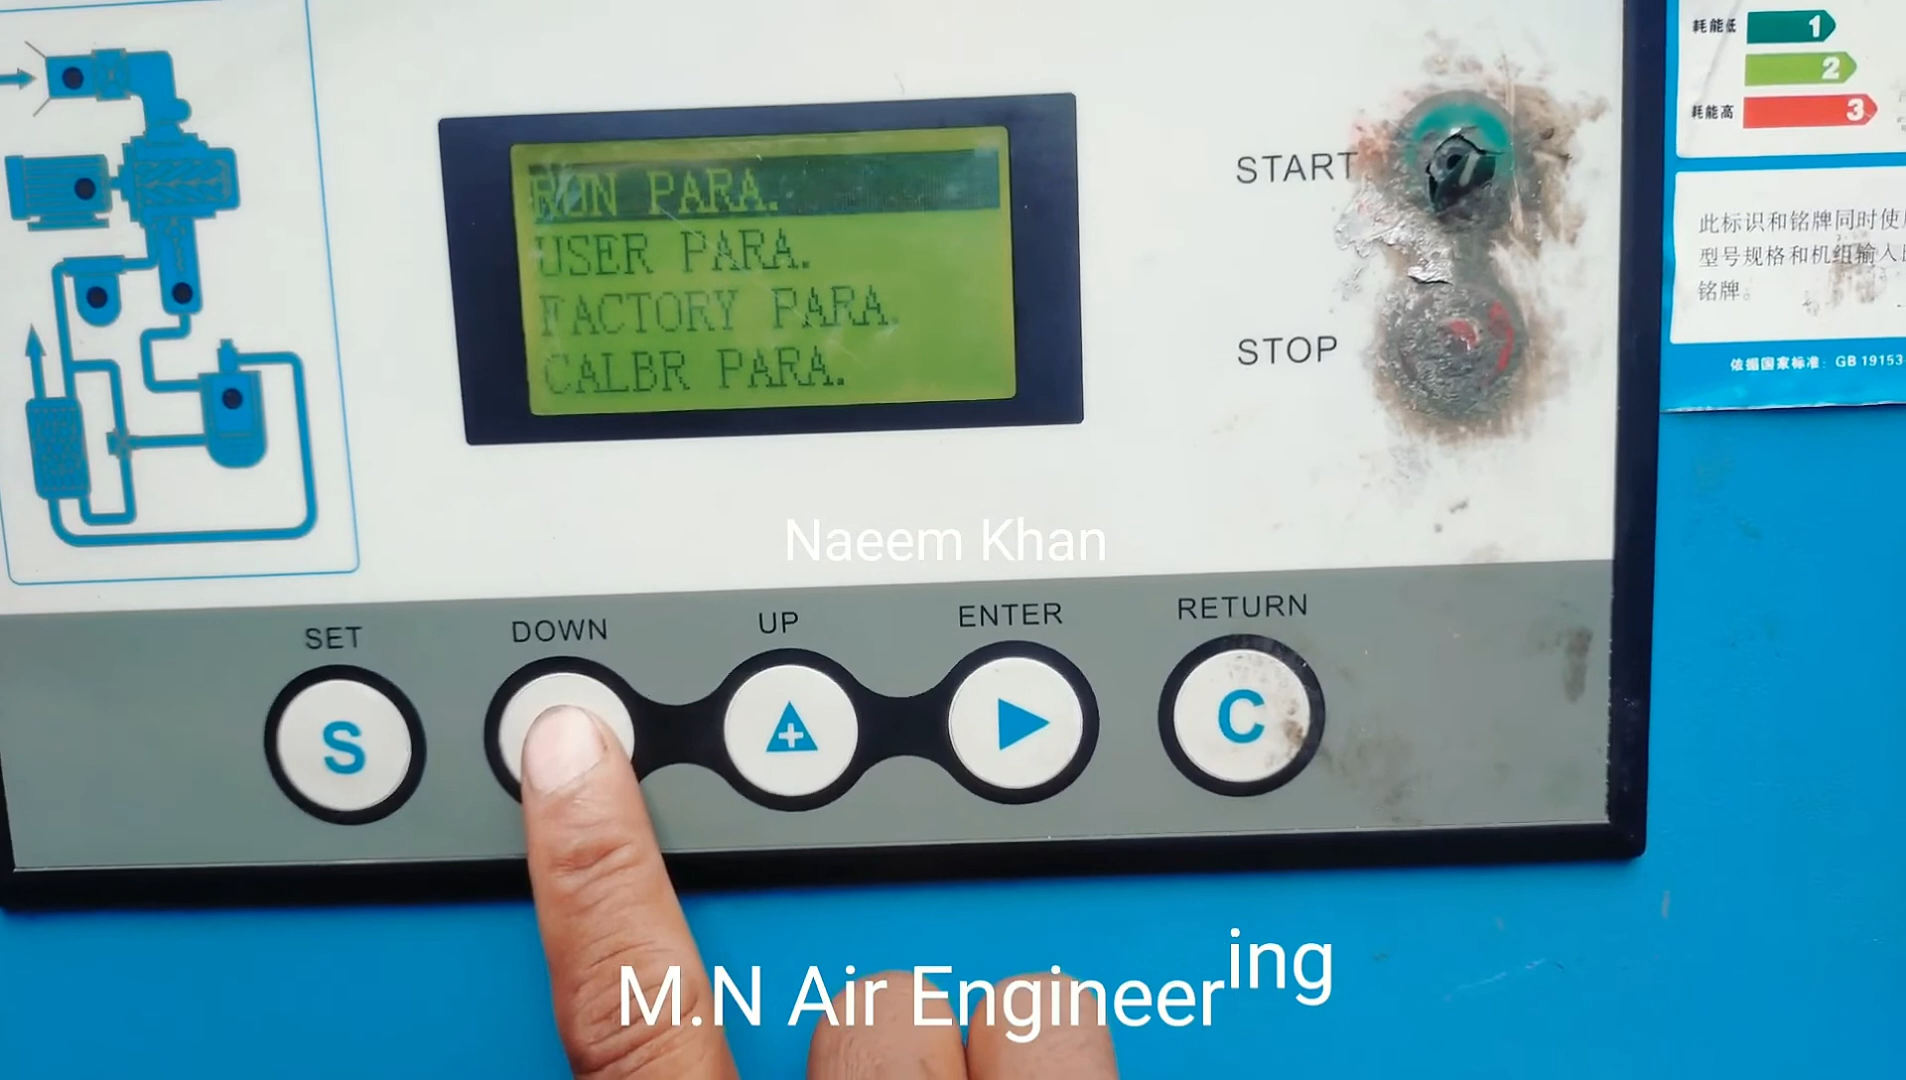 RUN PARA.
USER PARA.
FACTORY PARA.
CALBR PARA.
START
STOP
耗能低
1
2
耗能高
3
此标识和铭牌同时使
型号规格和机组输入
铭牌。
依据国家标准：GB 19153-
Naeem Khan
SET
DOWN
UP
ENTER
RETURN
S
+
C
M.N Air Engineering